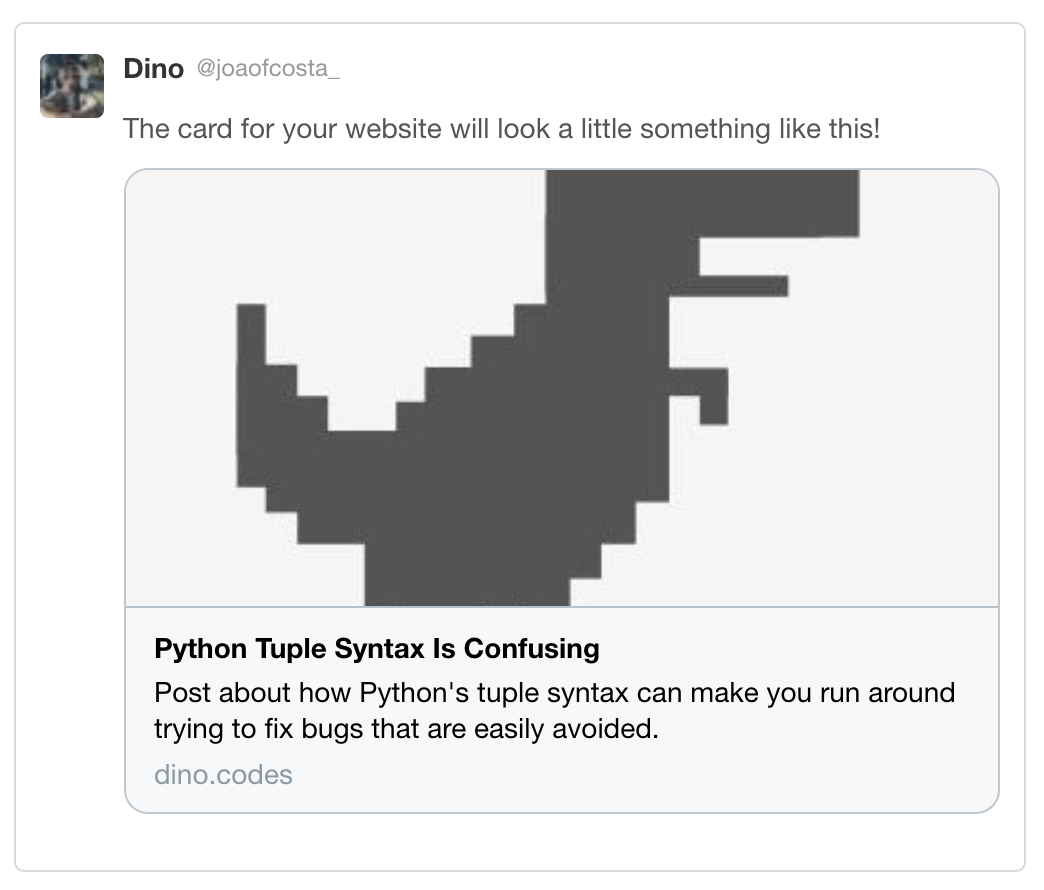 Dino @joaofcosta_
The card for your website will look a little something like this!
Python Tuple Syntax Is Confusing
Post about how Python's tuple syntax can make you run around
trying to fix bugs that are easily avoided.
dino.codes